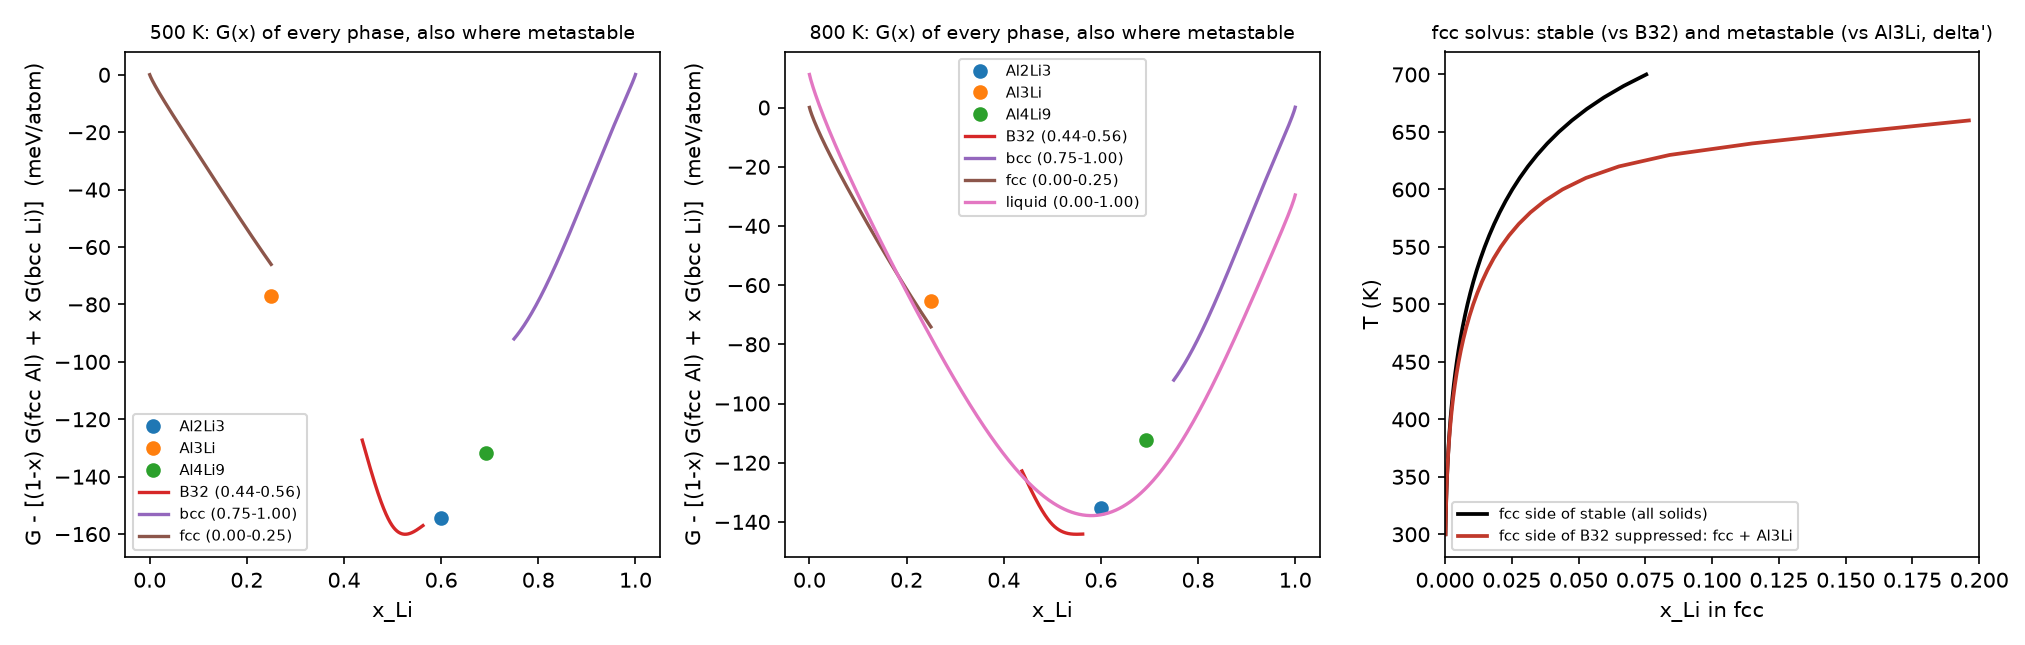 500 K: G(x) of every phase, also where metastable
G - [(1-x) G(fcc Al) + x G(bcc Li)] (meV/atom)
0
−20
−40
−60
−80
−100
−120
−140
−160
Al2Li3
Al3Li
Al4Li9
B32 (0.44-0.56)
bcc (0.75-1.00)
fcc (0.00-0.25)
0.0 0.2 0.4 0.6 0.8 1.0
x_Li
800 K: G(x) of every phase, also where metastable
G - [(1-x) G(fcc Al) + x G(bcc Li)] (meV/atom)
0
−20
−40
−60
−80
−100
−120
−140
Al2Li3
Al3Li
Al4Li9
B32 (0.44-0.56)
bcc (0.75-1.00)
fcc (0.00-0.25)
liquid (0.00-1.00)
0.0 0.2 0.4 0.6 0.8 1.0
x_Li
fcc solvus: stable (vs B32) and metastable (vs Al3Li, delta')
T (K)
700
650
600
550
500
450
400
350
300
fcc side of stable (all solids)
fcc side of B32 suppressed: fcc + Al3Li
0.000 0.025 0.050 0.075 0.100 0.125 0.150 0.175 0.200
x_Li in fcc